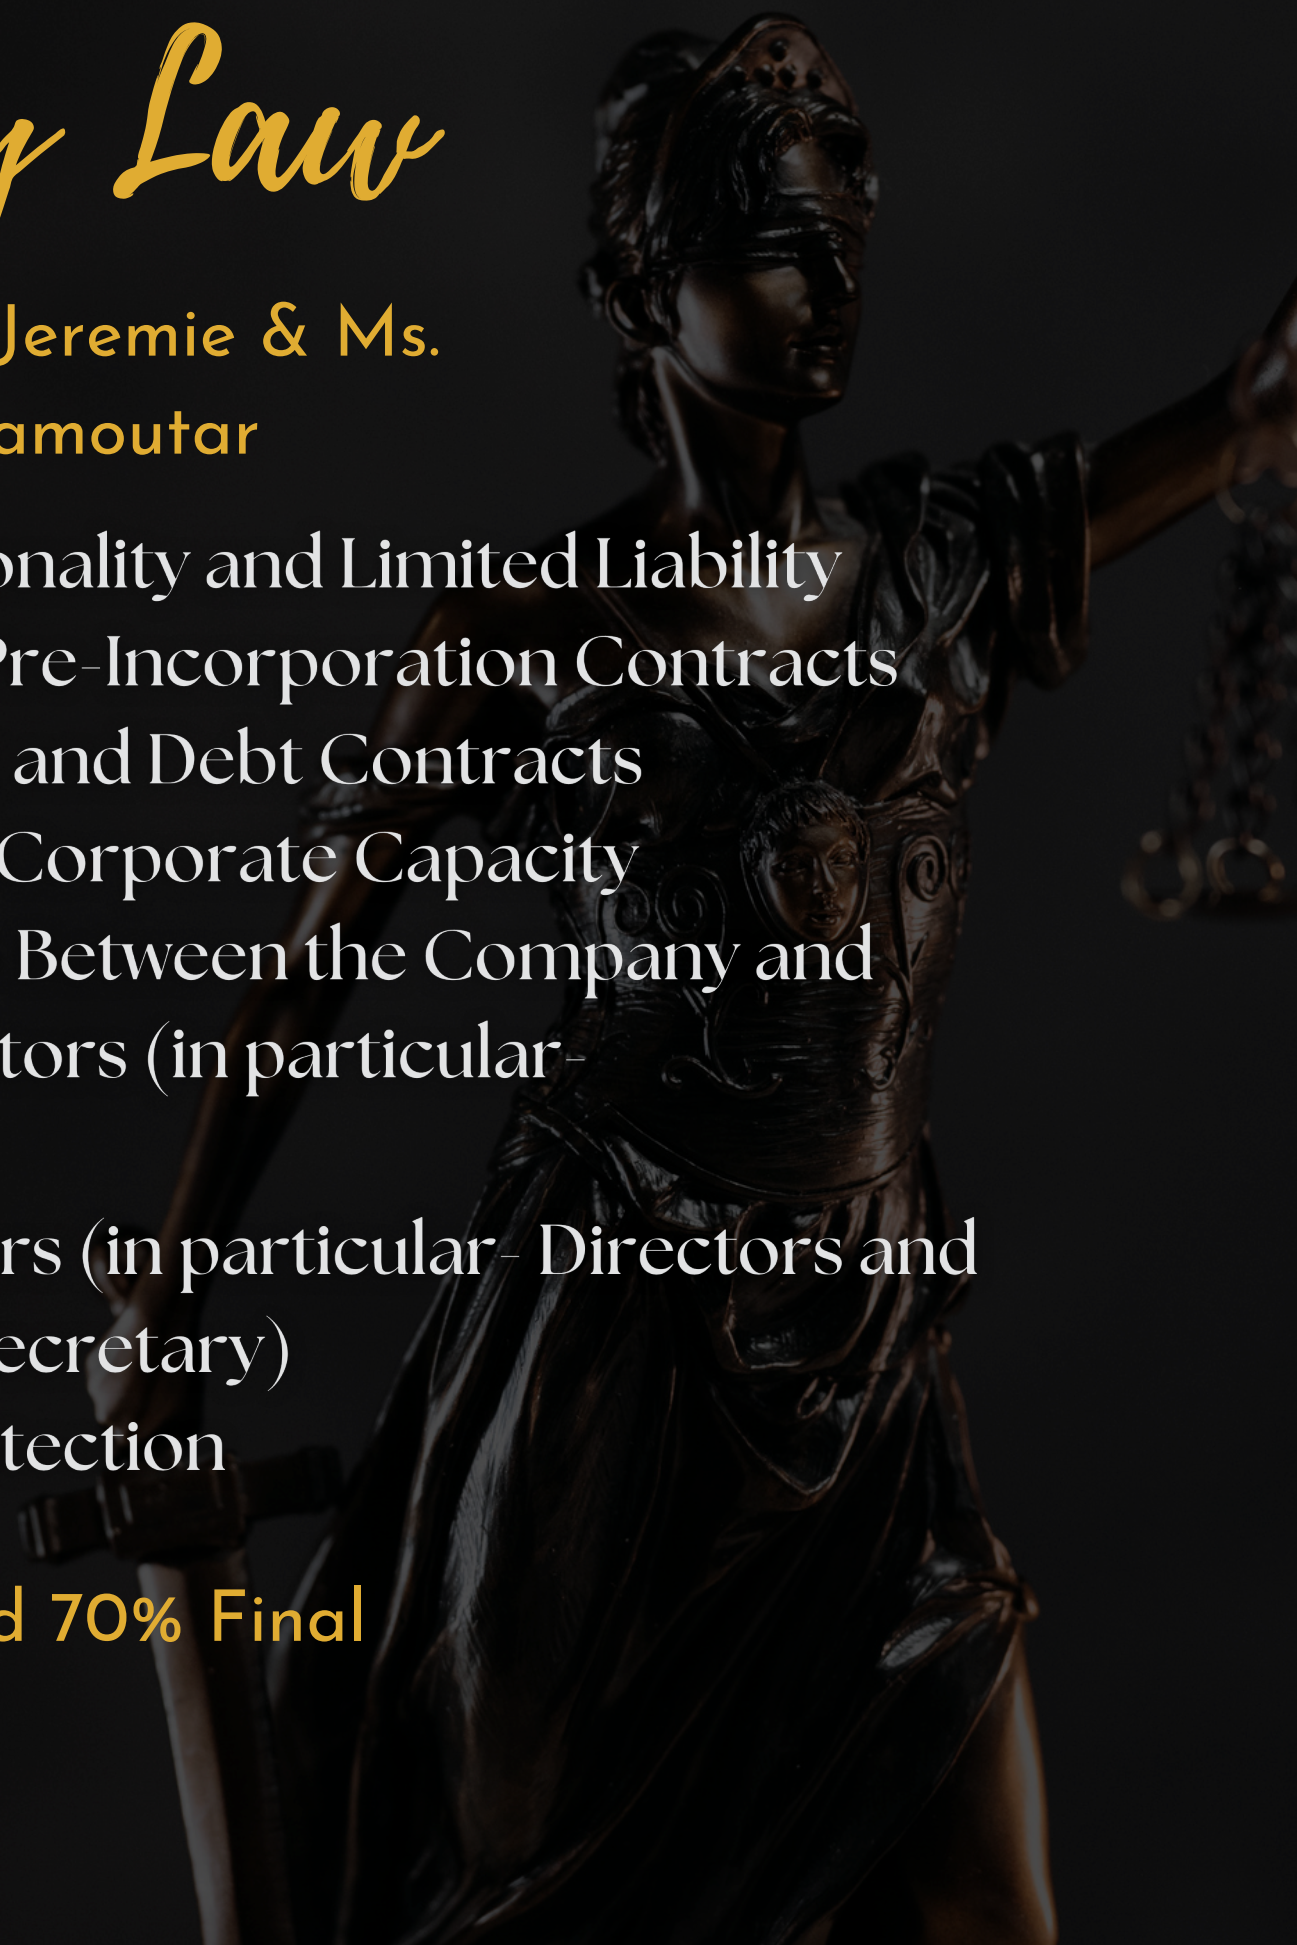 y Law
Jeremie & Ms.
amoutar
onality and Limited Liability
Pre-Incorporation Contracts
and Debt Contracts
Corporate Capacity
Between the Company and
tors (in particular-
rs (in particular- Directors and
ecretary)
tection
d 70% Final